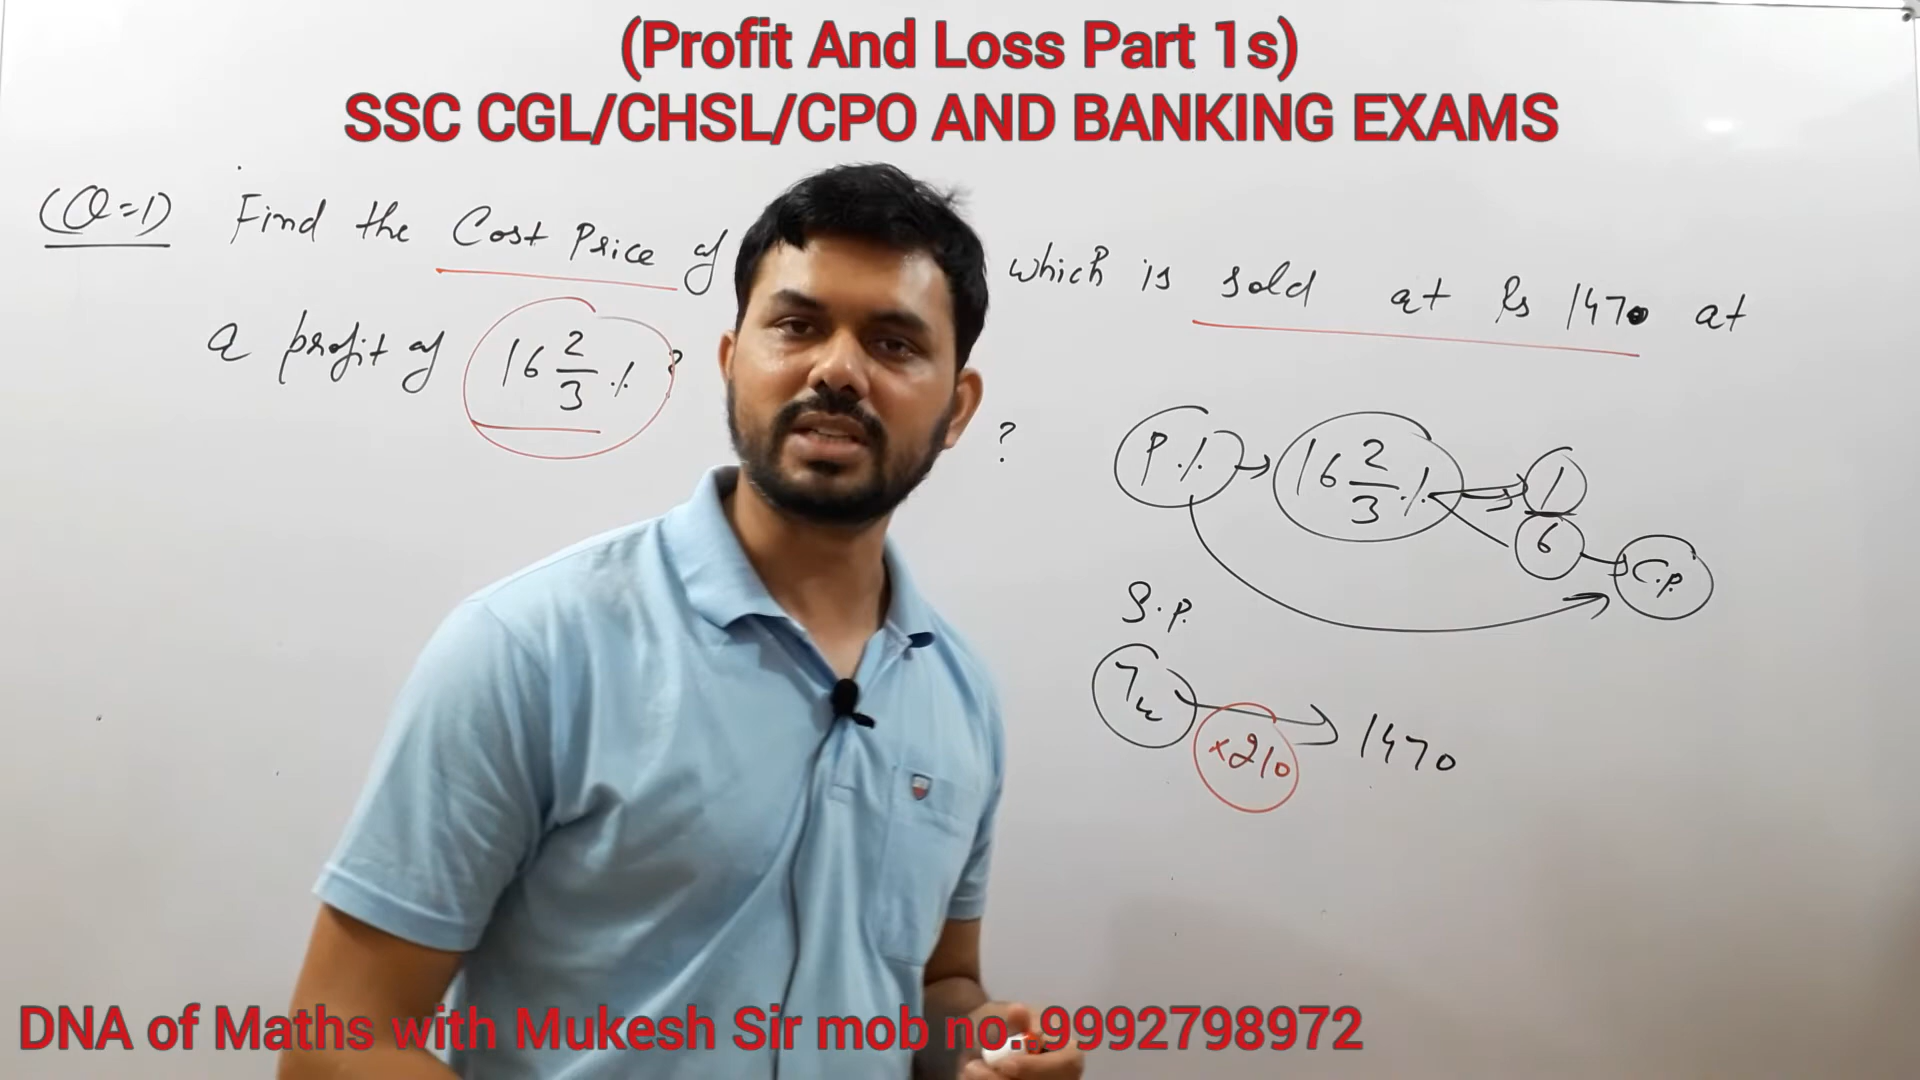 (Profit And Loss Part 1s)
SSC CGL/CHSL/CPO AND BANKING EXAMS
(Q=1) Find the Cost Price of which is sold at Rs 1470 at
a profit of 16 2/3 % ?
?
P.% → 16 2/3 % → 1/6 → C.P.
S.P.
7 → 1470
×210
DNA of Maths with Mukesh Sir mob no..9992798972